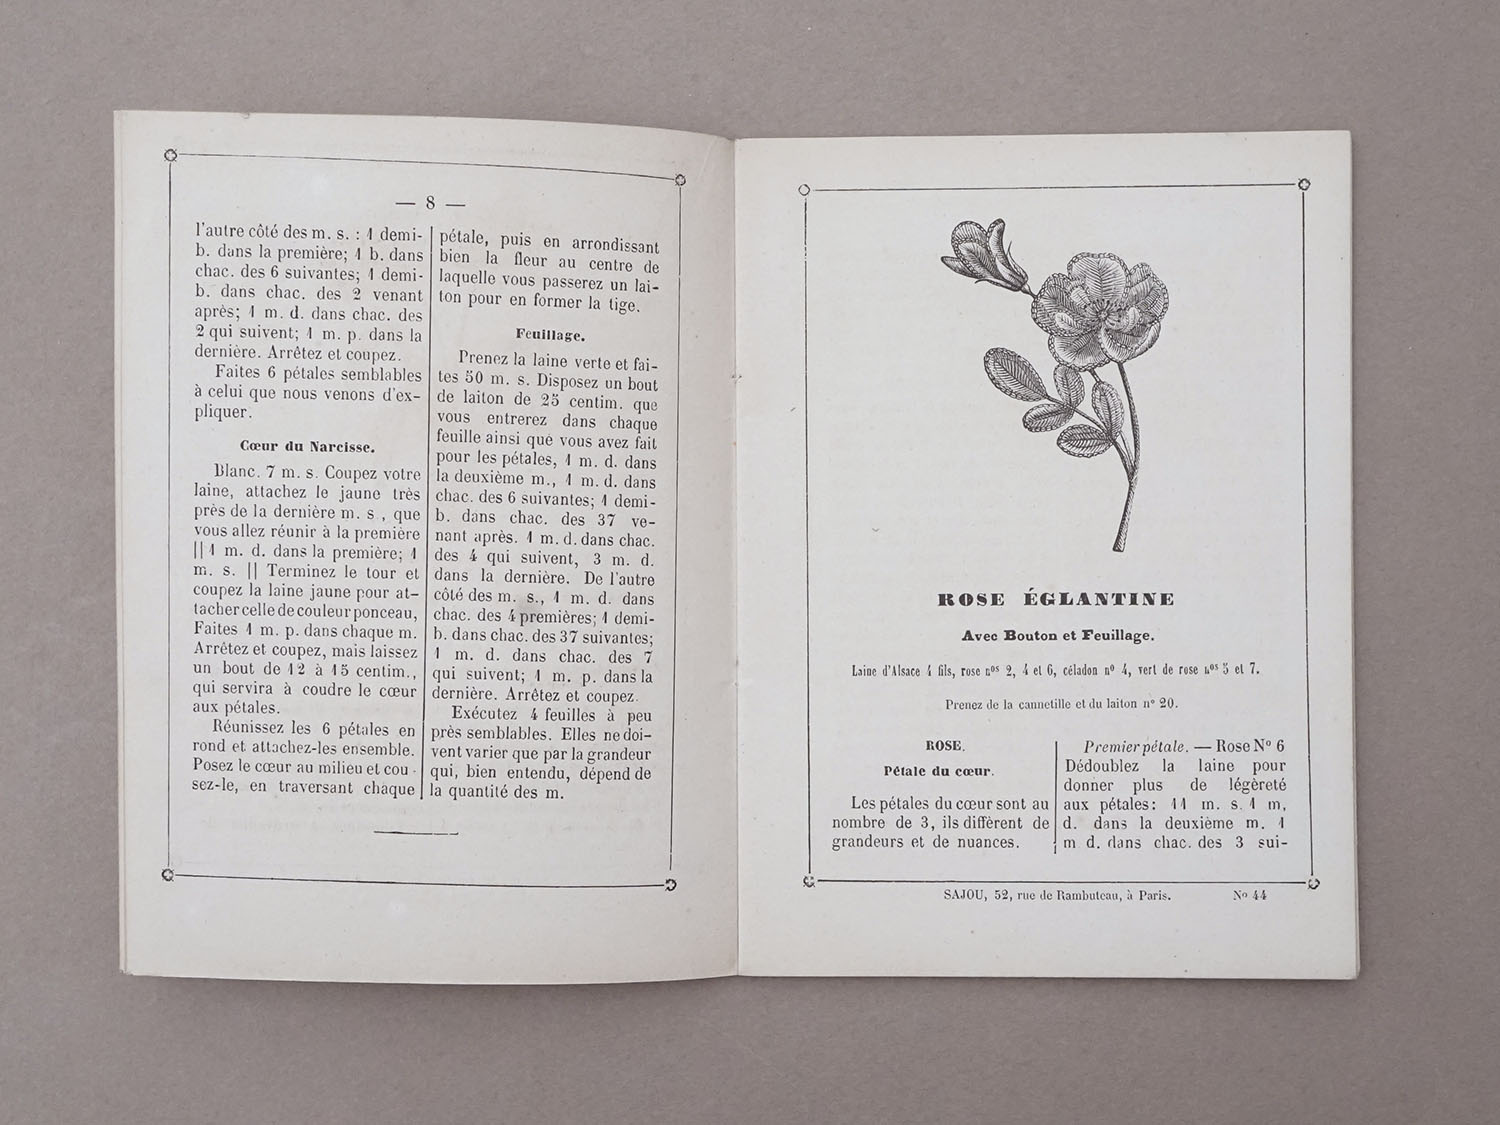 — 8 —
l'autre côté des m. s. : 1 demi-
b. dans la première; 1 b. dans
chac. des 6 suivantes; 1 demi-
b. dans chac. des 2 venant
après; 1 m. d. dans chac. des
2 qui suivent; 1 m. p. dans la
dernière. Arrêtez et coupez.
Faites 6 pétales semblables
à celui que nous venons d'ex-
pliquer.
Cœur du Narcisse.
Blanc. 7 m. s. Coupez votre
laine, attachez le jaune très
près de la dernière m. s , que
vous allez réunir à la première
|| 1 m. d. dans la première; 1
m. s. || Terminez le tour et
coupez la laine jaune pour at-
tacher celle de couleur ponceau,
Faites 1 m. p. dans chaque m.
Arrêtez et coupez, mais laissez
un bout de 12 à 15 centim.,
qui servira à coudre le cœur
aux pétales.
Réunissez les 6 pétales en
rond et attachez-les ensemble.
Posez le cœur au milieu et cou-
sez-le, en traversant chaque
pétale, puis en arrondissant
bien la fleur au centre de
laquelle vous passerez un lai-
ton pour en former la tige.
Feuillage.
Prenez la laine verte et fai-
tes 50 m. s. Disposez un bout
de laiton de 25 centim. que
vous entrerez dans chaque
feuille ainsi que vous avez fait
pour les pétales, 1 m. d. dans
la deuxième m., 1 m. d. dans
chac. des 6 suivantes; 1 demi-
b. dans chac. des 37 ve-
nant après. 1 m. d. dans chac.
des 4 qui suivent, 3 m. d.
dans la dernière. De l'autre
côté des m. s., 1 m. d. dans
chac. des 4 premières; 1 demi-
b. dans chac. des 37 suivantes;
1 m. d. dans chac. des 7
qui suivent; 1 m. p. dans la
dernière. Arrêtez et coupez.
Exécutez 4 feuilles à peu
près semblables. Elles ne doi-
vent varier que par la grandeur
qui, bien entendu, dépend de
la quantité des m.
ROSE ÉGLANTINE
Avec Bouton et Feuillage.
Laine d'Alsace 4 fils, rose nos 2, 4 et 6, céladon no 4, vert de rose nos 5 et 7.
Prenez de la cannetille et du laiton n° 20.
ROSE.
Pétale du cœur.
Les pétales du cœur sont au
nombre de 3, ils diffèrent de
grandeurs et de nuances.
Premier pétale. — Rose N° 6
Dédoublez la laine pour
donner plus de légèreté
aux pétales: 11 m. s. 1 m,
d. dans la deuxième m. 1
m d. dans chac. des 3 sui-
SAJOU, 52, rue de Rambuteau, à Paris. No 44